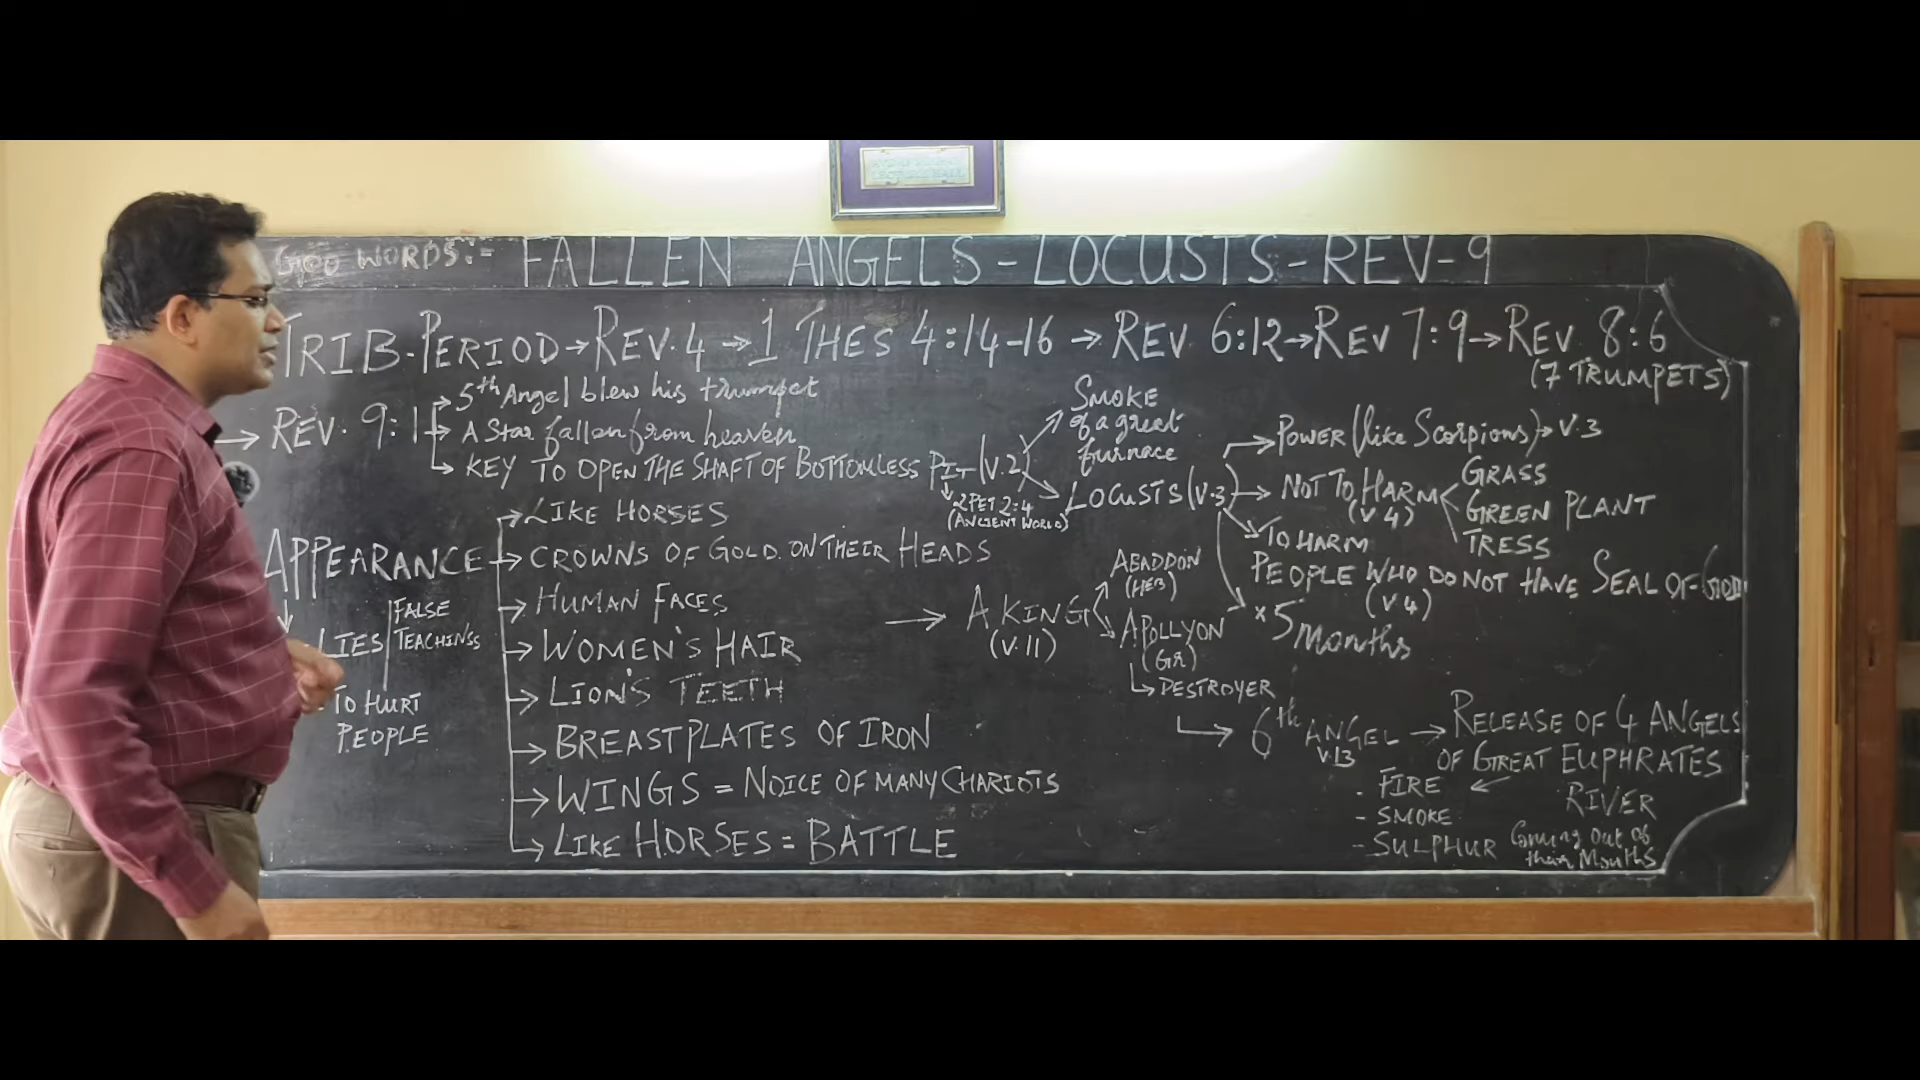 GOOD WORDS:- FALLEN ANGELS-LOCUSTS-REV-9
TRIB-PERIOD→REV.4→1 THES 4:14-16→REV 6:12→REV 7:9→REV 8:6
(7 TRUMPETS)
→REV. 9:1
→5th Angel blew his trumpet
→A Star fallen from heaven
→KEY TO OPEN THE SHAFT OF BOTTOMLESS PIT (V.2)
↓
2PET 2:4
(ANCIENT WORLD)
SMOKE
of a great
furnace
LOCUSTS (V.3)
→POWER (like Scorpions)→V.3
→NOT TO HARM
(V4)
GRASS
GREEN PLANT
TRESS
TO HARM
PEOPLE WHO DO NOT HAVE SEAL OF GOD
(V4)
*5 Months
APPEARANCE
→LIKE HORSES
→CROWNS OF GOLD ON THEIR HEADS
→HUMAN FACES
→WOMEN'S HAIR
→LION'S TEETH
→BREASTPLATES OF IRON
→WINGS = NOICE OF MANY CHARIOTS
→LIKE HORSES = BATTLE
LIES
FALSE
TEACHINSS
TO HURT
PEOPLE
→A KING
(V.11)
ABADDON
(HEB)
APOLLYON
(Gr)
→DESTROYER
→6th ANGEL
V.13
→RELEASE OF 4 ANGELS
OF GREAT EUPHRATES
RIVER
- FIRE ←
- SMOKE
- SULPHUR Coming out of
their Mouths